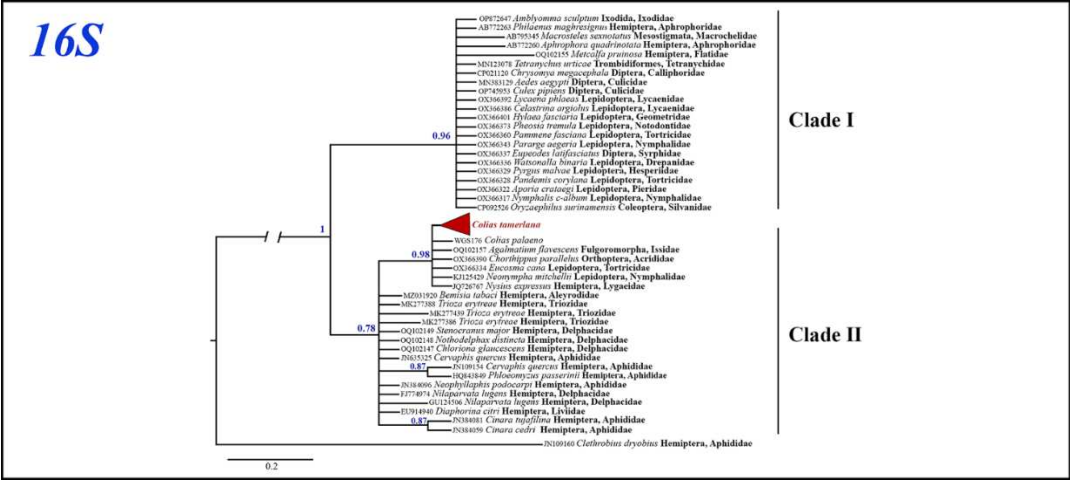 16S
OP872647 Amblyomma sculptum Ixodida, Ixodidae
AB772263 Philaenus maghresignus Hemiptera, Aphrophoridae
AB795345 Macrosteles sexnotatus Mesostigmata, Macrochelidae
AB772260 Aphrophora quadrinotata Hemiptera, Aphrophoridae
OQ102155 Metcalfa pruinosa Hemiptera, Flatidae
MN123078 Tetranychus urticae Trombidiformes, Tetranychidae
CP021120 Chrysomya megacephala Diptera, Calliphoridae
MN383129 Aedes aegypti Diptera, Culicidae
OP745953 Culex pipiens Diptera, Culicidae
OX366392 Lycaena phloeas Lepidoptera, Lycaenidae
OX366386 Celastrina argiolus Lepidoptera, Lycaenidae
OX366401 Hylaea fasciaria Lepidoptera, Geometridae
OX366373 Pheosia tremula Lepidoptera, Notodontidae
OX366360 Pammene fasciana Lepidoptera, Tortricidae
0.96
OX366343 Pararge aegeria Lepidoptera, Nymphalidae
OX366337 Eupeodes latifasciatus Diptera, Syrphidae
OX366336 Watsonalla binaria Lepidoptera, Drepanidae
OX366329 Pyrgus malvae Lepidoptera, Hesperiidae
OX366328 Pandemis corylana Lepidoptera, Tortricidae
OX366322 Aporia crataegi Lepidoptera, Pieridae
OX366317 Nymphalis c-album Lepidoptera, Nymphalidae
CP092526 Oryzaephilus surinamensis Coleoptera, Silvanidae
Clade I
Colias tamerlana
1
WGS176 Colias palaeno
OQ102157 Agalmatium flavescens Fulgoromorpha, Issidae
0.98
OX366390 Chorthippus parallelus Orthoptera, Acrididae
OX366334 Eucosma cana Lepidoptera, Tortricidae
KJ125429 Neonympha mitchellii Lepidoptera, Nymphalidae
JQ726767 Nysius expressus Hemiptera, Lygaeidae
MZ031920 Bemisia tabaci Hemiptera, Aleyrodidae
MK277388 Trioza erytreae Hemiptera, Triozidae
MK277439 Trioza erytreae Hemiptera, Triozidae
MK277386 Trioza erytreae Hemiptera, Triozidae
0.78
OQ102149 Stenocranus major Hemiptera, Delphacidae
OQ102148 Nothodelphax distincta Hemiptera, Delphacidae
OQ102147 Chloriona glaucescens Hemiptera, Delphacidae
JN635325 Cervaphis quercus Hemiptera, Aphididae
0.87
JN109154 Cervaphis quercus Hemiptera, Aphididae
HQ843849 Phloeomyzus passerinii Hemiptera, Aphididae
JN384096 Neophyllaphis podocarpi Hemiptera, Aphididae
FJ774974 Nilaparvata lugens Hemiptera, Delphacidae
GU124506 Nilaparvata lugens Hemiptera, Delphacidae
EU914940 Diaphorina citri Hemiptera, Liviidae
0.87
JN384081 Cinara tujafilina Hemiptera, Aphididae
JN384059 Cinara cedri Hemiptera, Aphididae
Clade II
JN109160 Clethrobius dryobius Hemiptera, Aphididae
0.2